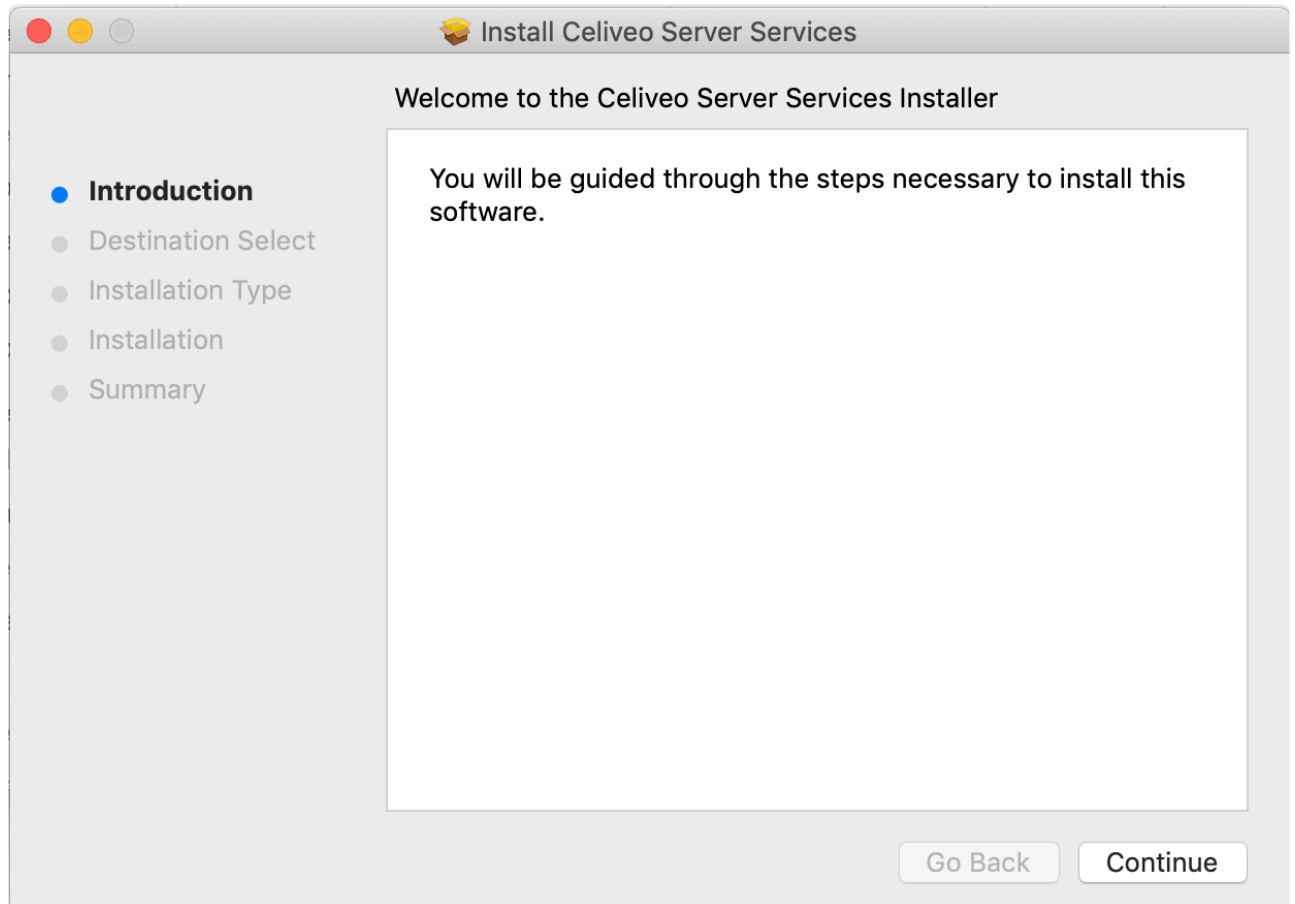 Install Celiveo Server Services
Welcome to the Celiveo Server Services Installer
Introduction
Destination Select
Installation Type
Installation
Summary
You will be guided through the steps necessary to install this
software.
Go Back
Continue